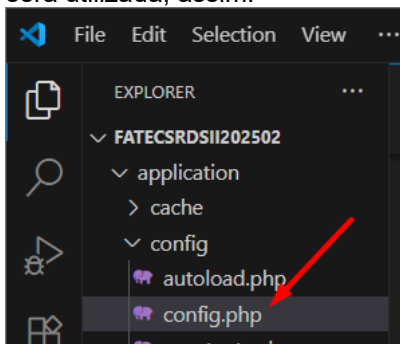 File Edit Selection View ...
EXPLORER ...
FATECSRDSII202502
application
cache
config
autoload.php
config.php